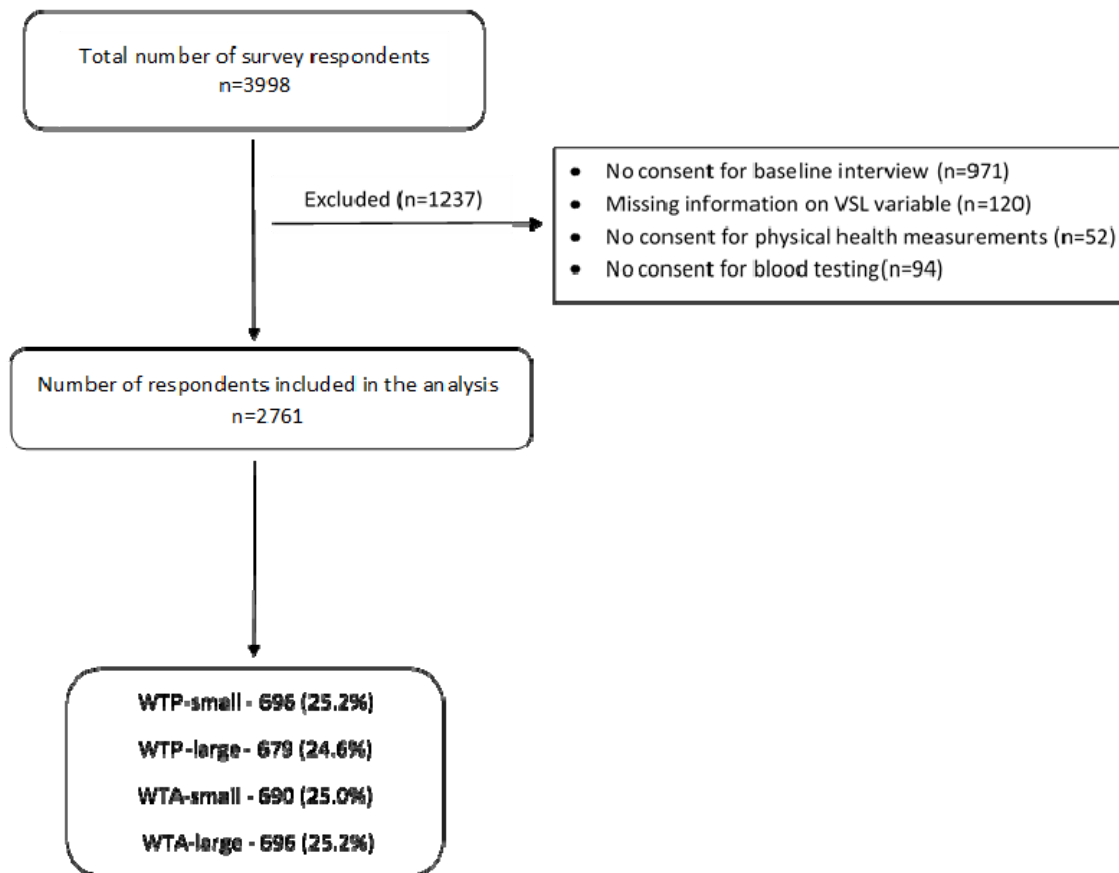 Total number of survey respondents
n=3998
Excluded (n=1237)
• No consent for baseline interview (n=971)
• Missing information on VSL variable (n=120)
• No consent for physical health measurements (n=52)
• No consent for blood testing(n=94)
Number of respondents included in the analysis
n=2761
WTP-small - 696 (25.2%)
WTP-large - 679 (24.6%)
WTA-small - 690 (25.0%)
WTA-large - 696 (25.2%)